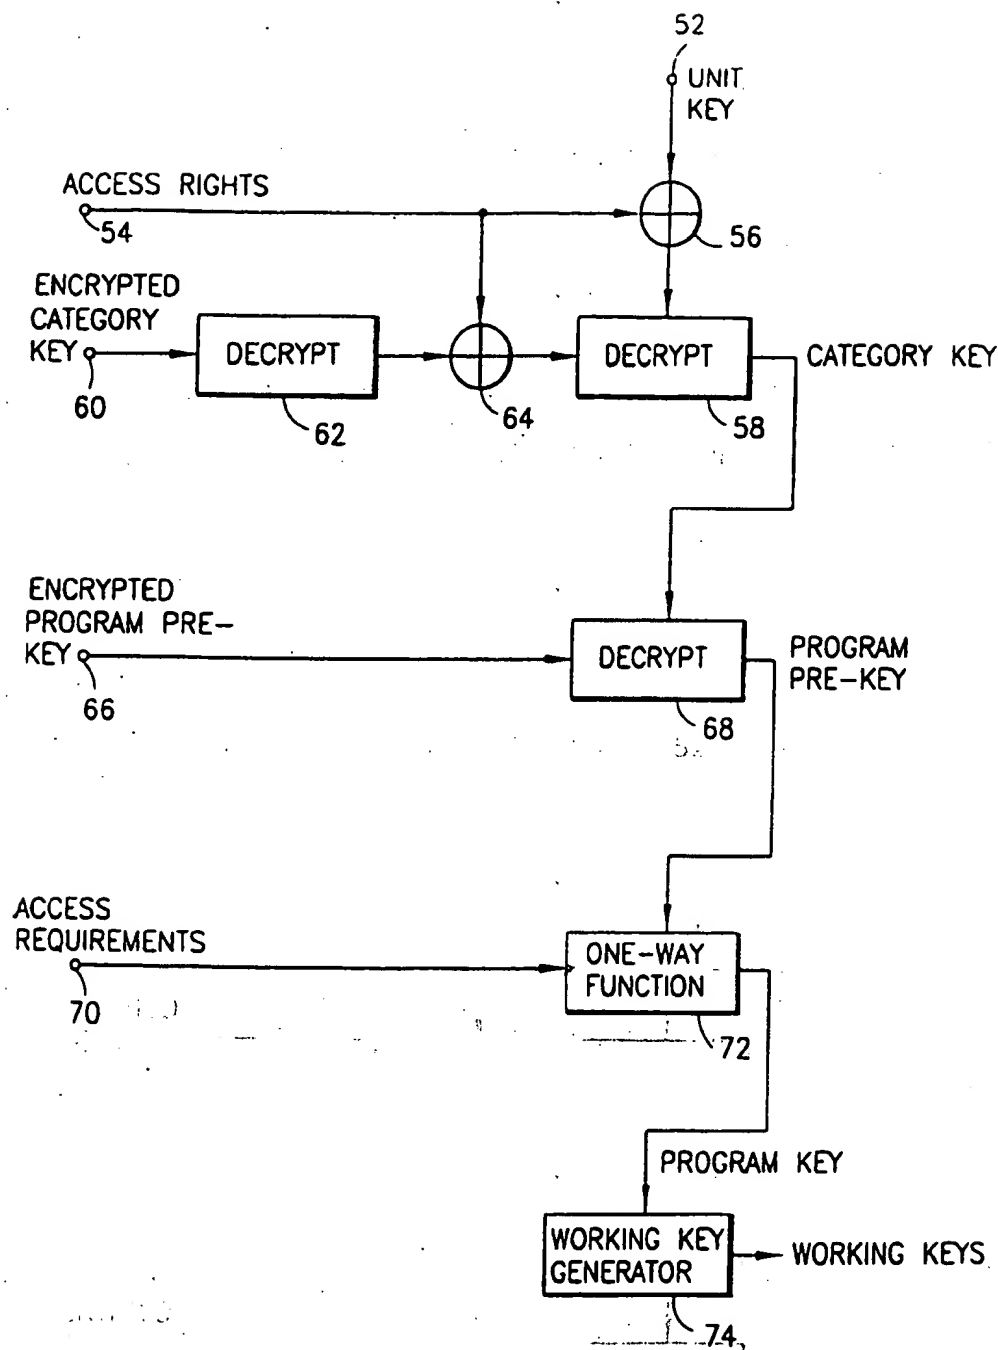 52
UNIT
KEY
ACCESS RIGHTS
54
56
ENCRYPTED
CATEGORY
KEY
60
DECRYPT
62
64
DECRYPT
58
CATEGORY KEY
ENCRYPTED
PROGRAM PRE-
KEY
66
DECRYPT
68
PROGRAM
PRE-KEY
ACCESS
REQUIREMENTS
70
ONE-WAY
FUNCTION
72
PROGRAM KEY
WORKING KEY
GENERATOR
74
WORKING KEYS